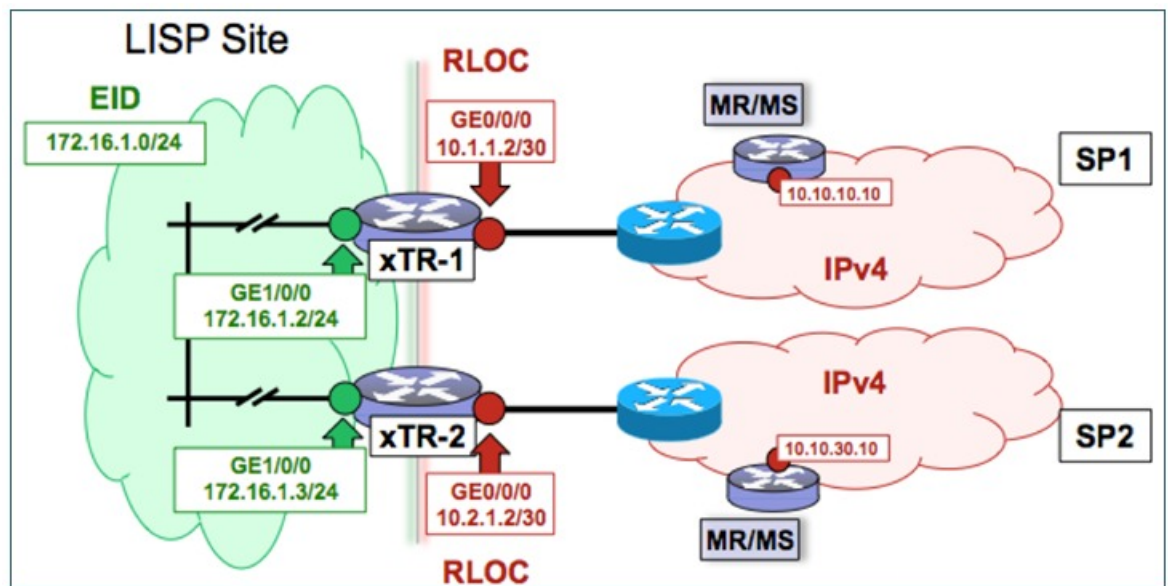 LISP Site
RLOC
EID
172.16.1.0/24
GE0/0/0
10.1.1.2/30
MR/MS
SP1
10.10.10.10
xTR-1
IPv4
GE1/0/0
172.16.1.2/24
IPv4
xTR-2
10.10.30.10
SP2
GE1/0/0
172.16.1.3/24
GE0/0/0
10.2.1.2/30
MR/MS
RLOC